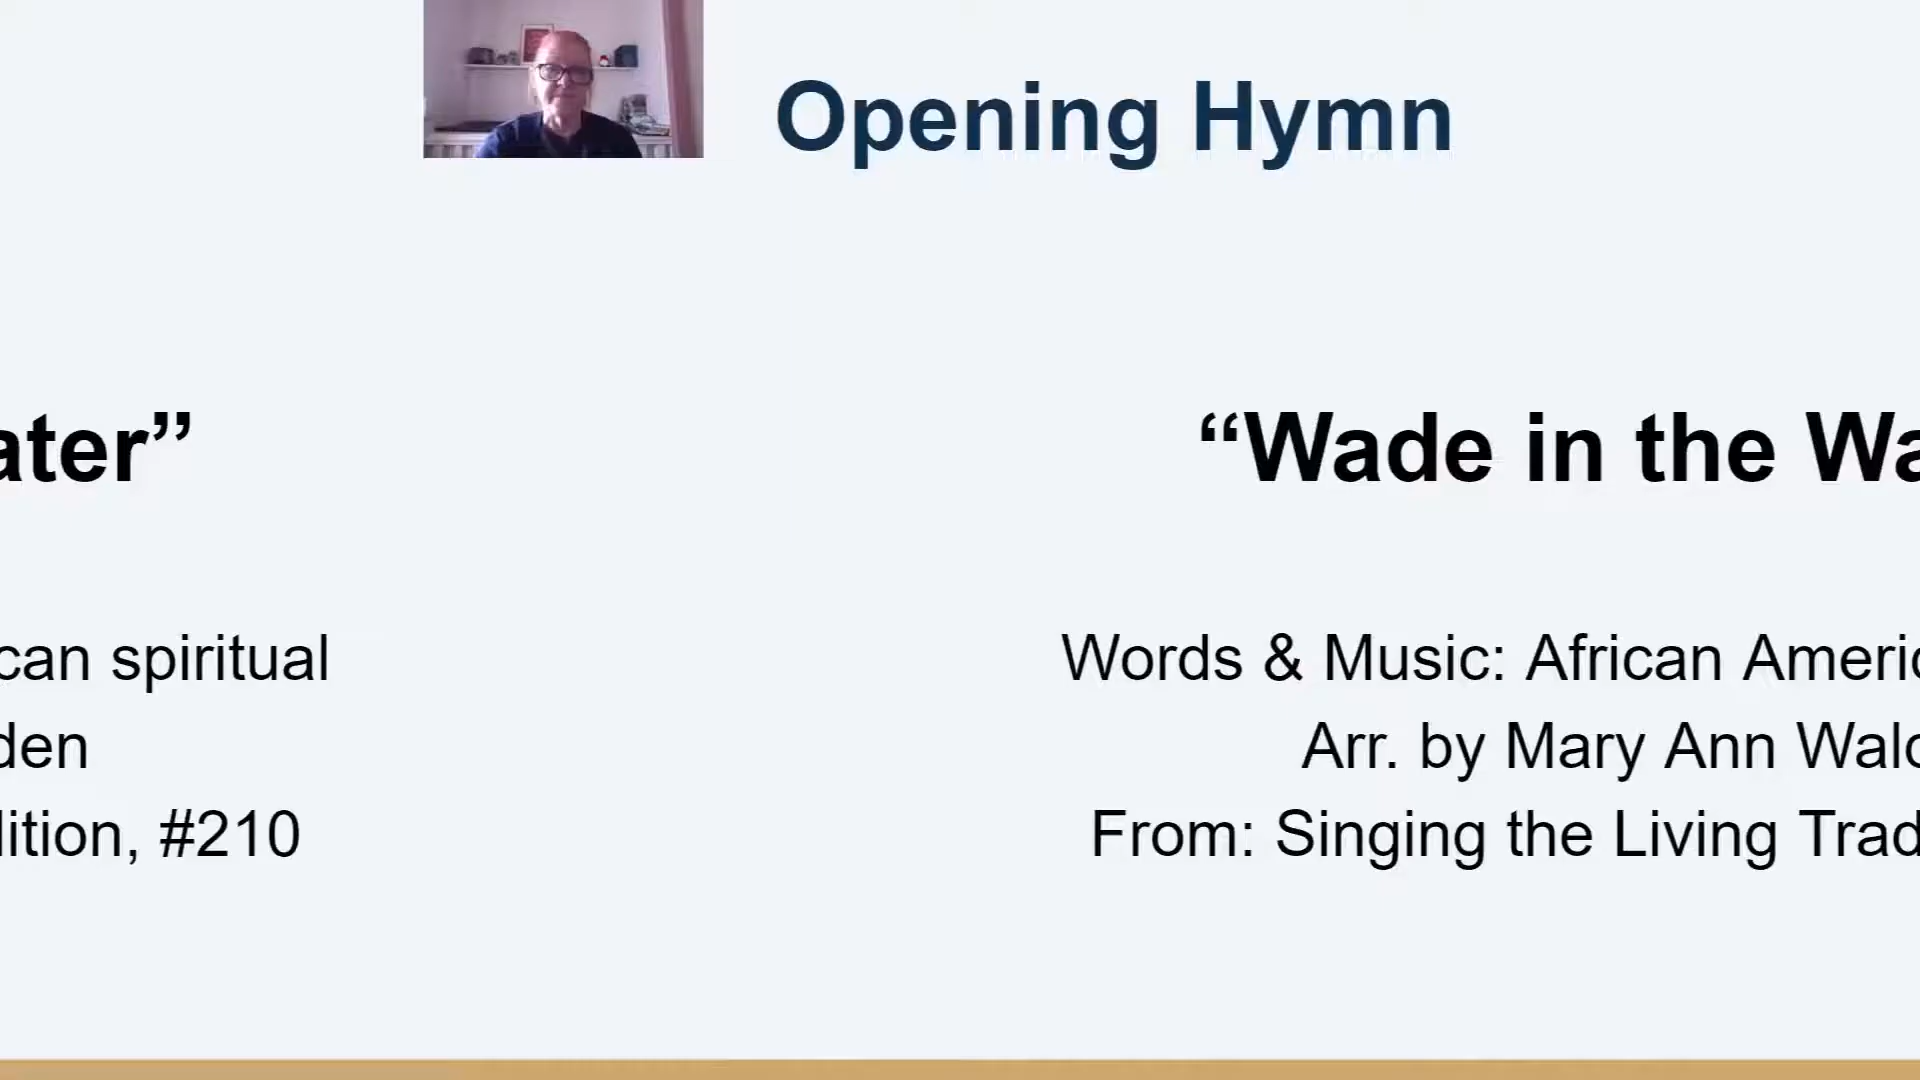 Opening Hymn
ater” “Wade in the Wa
can spiritual Words & Music: African Americ
den Arr. by Mary Ann Wald
lition, #210 From: Singing the Living Trad